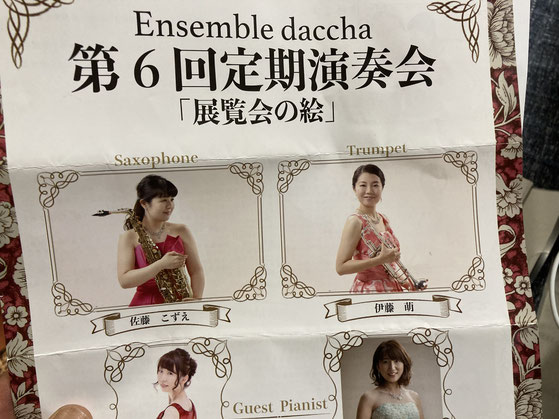 Ensemble daccha
第6回定期演奏会
「展覧会の絵」
Saxophone
Trumpet
佐藤 こずえ
伊藤 萌
Guest Pianist